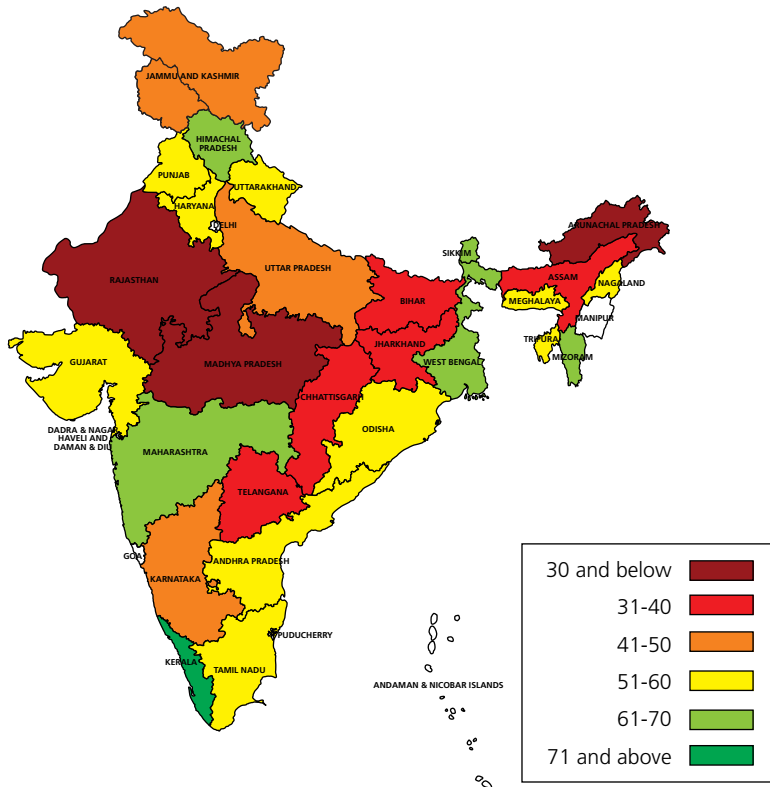 JAMMU AND KASHMIR
HIMACHAL
PRADESH
PUNJAB
UTTARAKHAND
HARYANA
DELHI
ARUNACHAL PRADESH
SIKKIM
RAJASTHAN
UTTAR PRADESH
ASSAM
NAGALAND
BIHAR
MEGHALAYA
MANIPUR
TRIPURA
JHARKHAND
MIZORAM
GUJARAT
MADHYA PRADESH
WEST BENGAL
CHHATTISGARH
DADRA & NAGAR
HAVELI AND
DAMAN & DIU
ODISHA
MAHARASHTRA
TELANGANA
GOA
ANDHRA PRADESH
KARNATAKA
PUDUCHERRY
KERALA
TAMIL NADU
ANDAMAN & NICOBAR ISLANDS
30 and below
31-40
41-50
51-60
61-70
71 and above